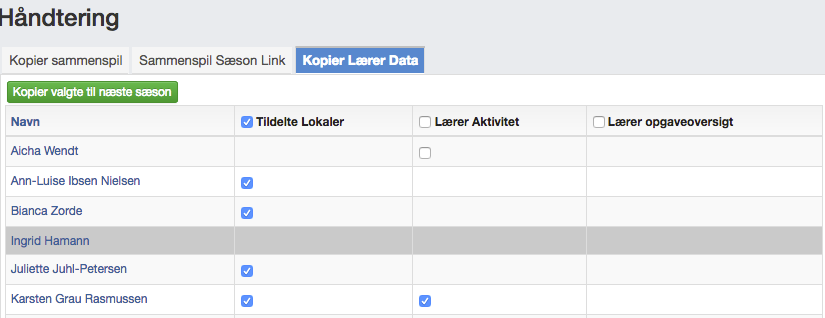 Håndtering
Kopier sammenspil Sammenspil Sæson Link Kopier Lærer Data
Kopier valgte til næste sæson
Navn Tildelte Lokaler Lærer Aktivitet Lærer opgaveoversigt
Aicha Wendt
Ann-Luise Ibsen Nielsen
Bianca Zorde
Ingrid Hamann
Juliette Juhl-Petersen
Karsten Grau Rasmussen